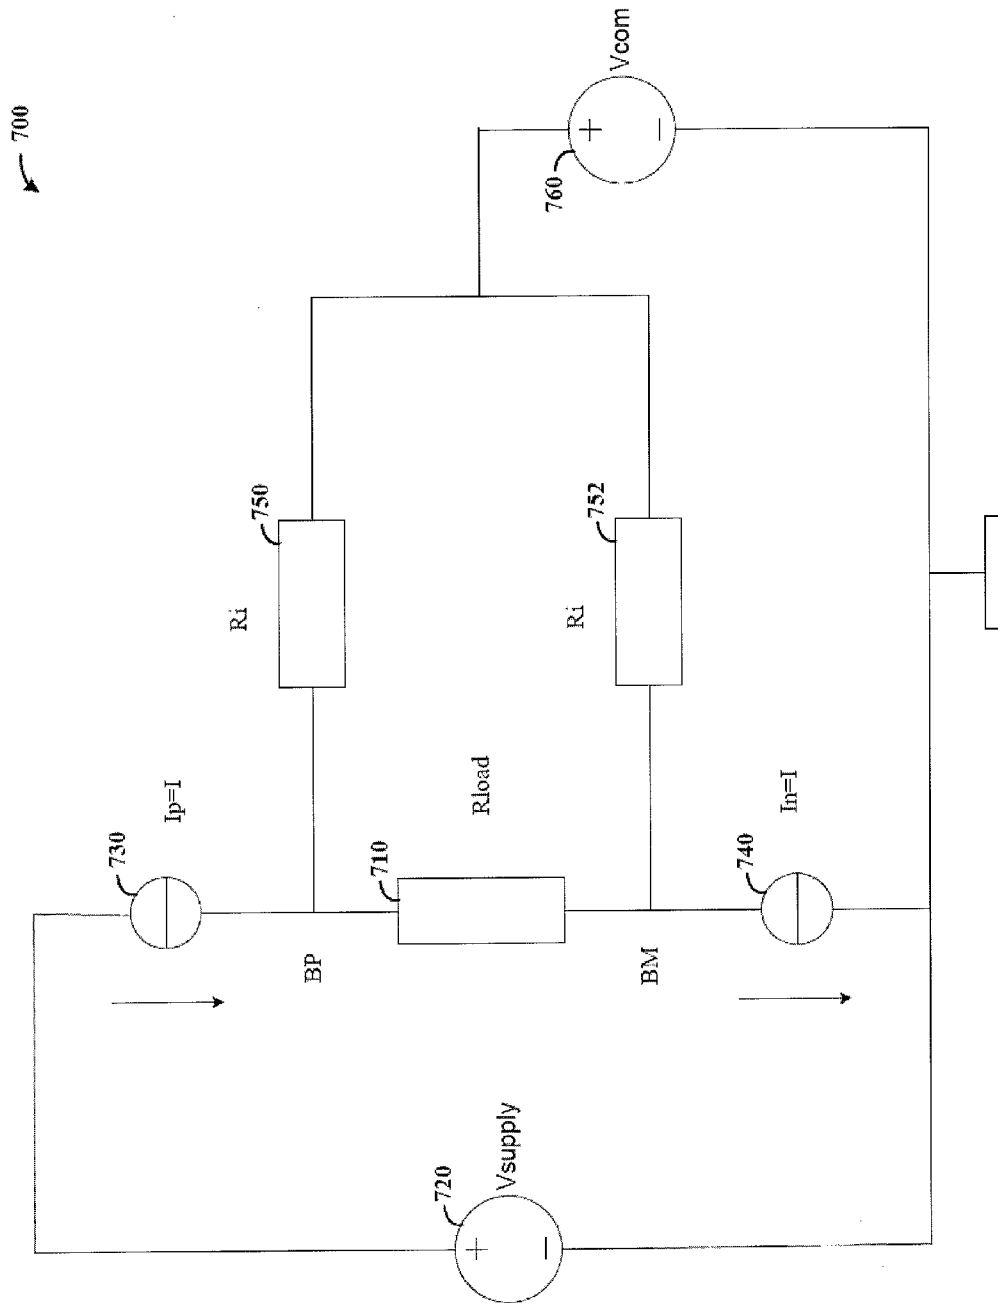 700
730
Ip=I
BP
Ri
750
710
Rload
720
Vsupply
+
−
BM
Ri
752
760
Vcom
+
−
740
In=I